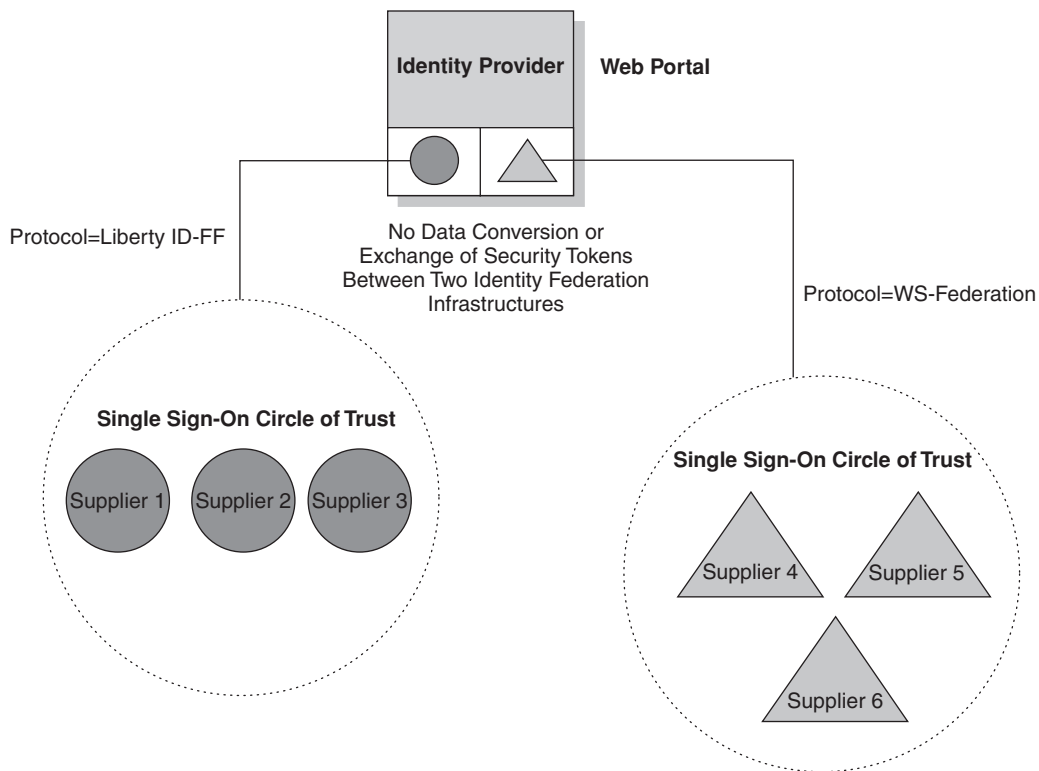 Identity Provider
Web Portal
Protocol=Liberty ID-FF
No Data Conversion or
Exchange of Security Tokens
Between Two Identity Federation
Infrastructures
Protocol=WS-Federation
Single Sign-On Circle of Trust
Supplier 1
Supplier 2
Supplier 3
Single Sign-On Circle of Trust
Supplier 4
Supplier 5
Supplier 6